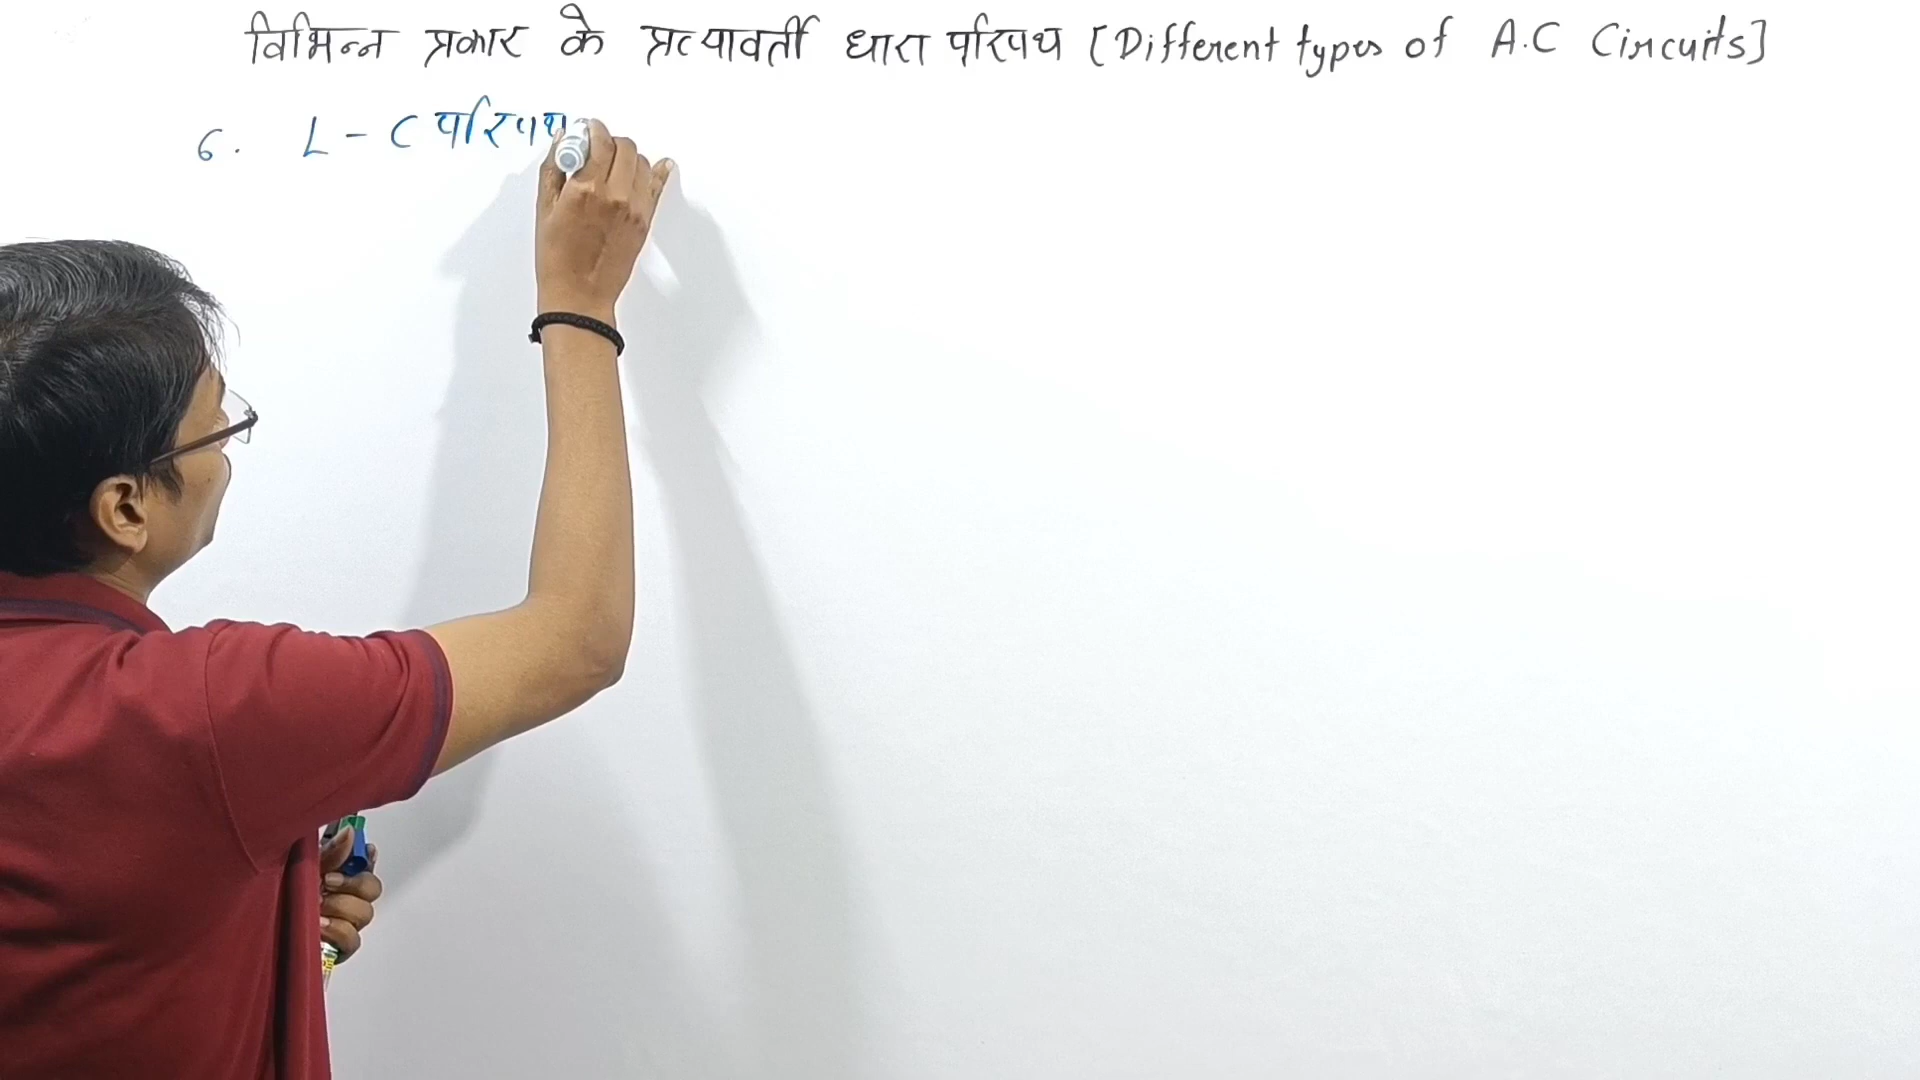 विभिन्न प्रकार के प्रत्यावर्ती धारा परिपथ [Different types of A.C Circuits]
6. L - C परिपथ